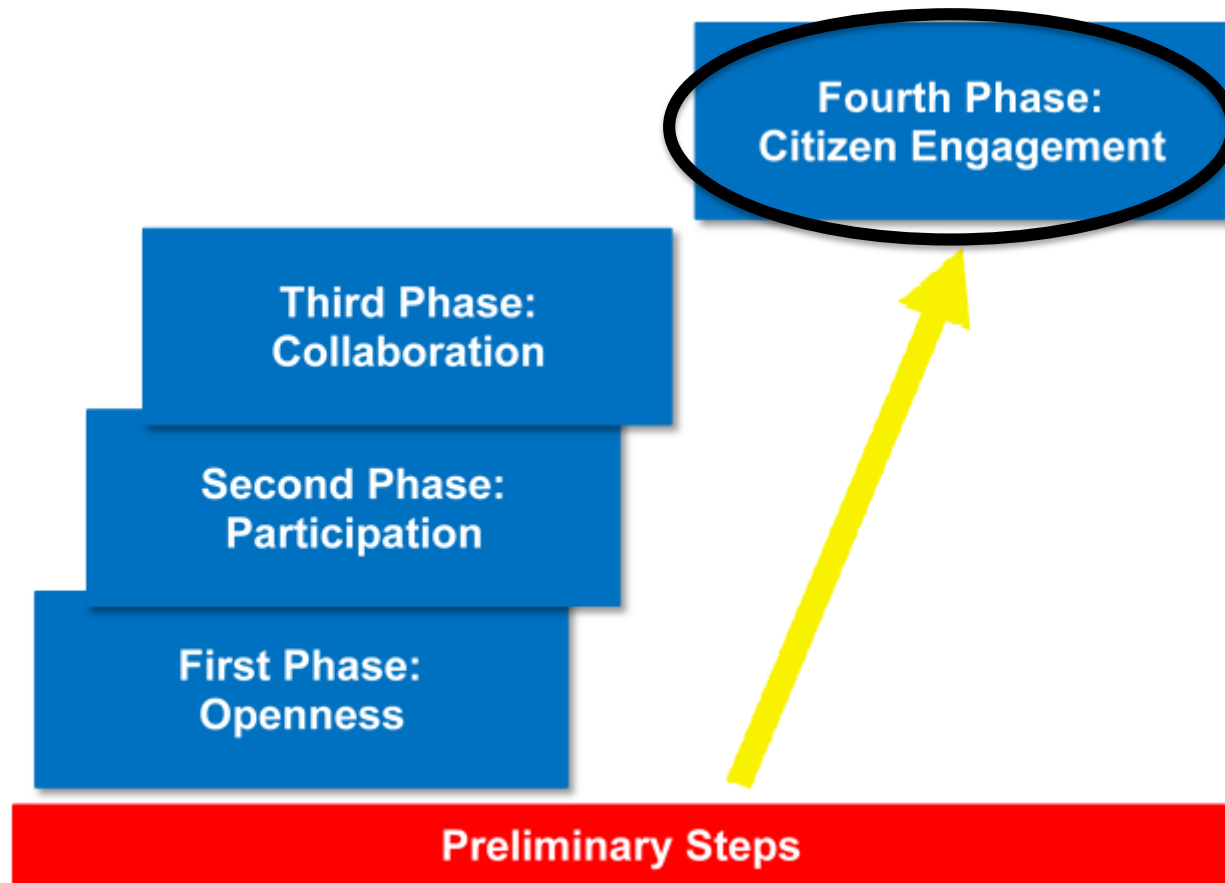 Fourth Phase:
Citizen Engagement
Third Phase:
Collaboration
Second Phase:
Participation
First Phase:
Openness
Preliminary Steps